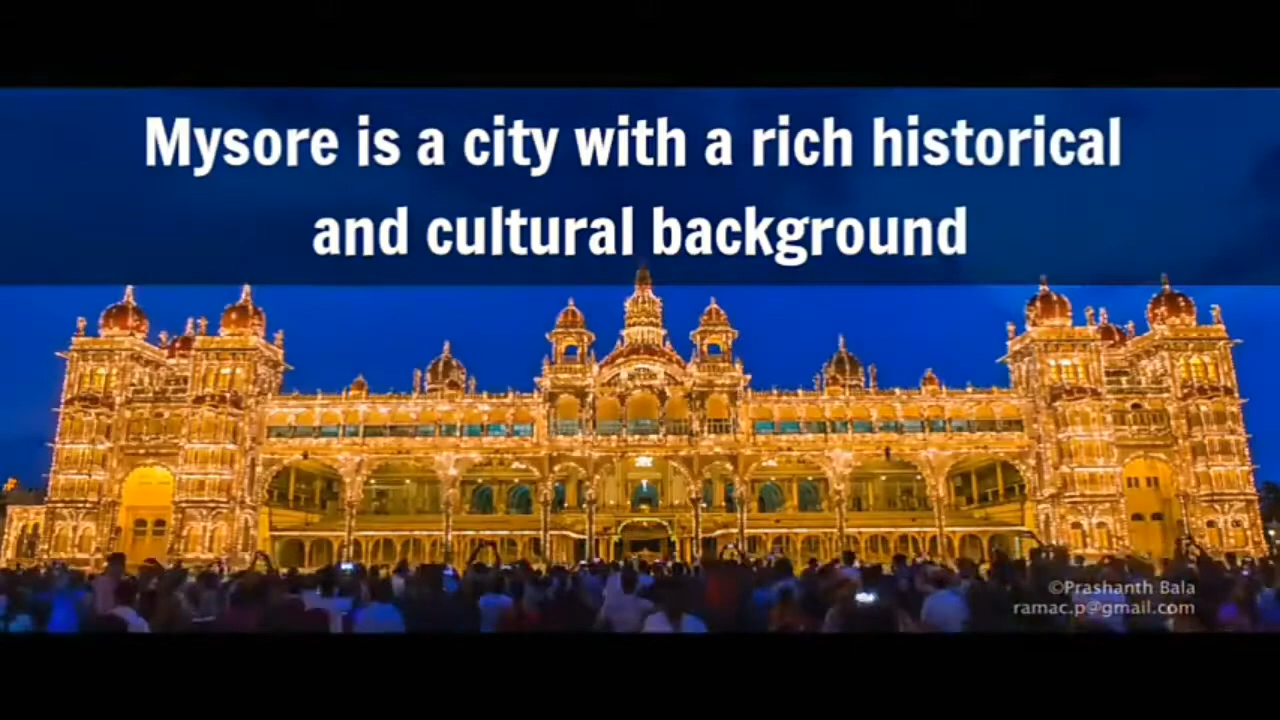 Mysore is a city with a rich historical
and cultural background
©Prashanth Bala
ramac.p@gmail.com